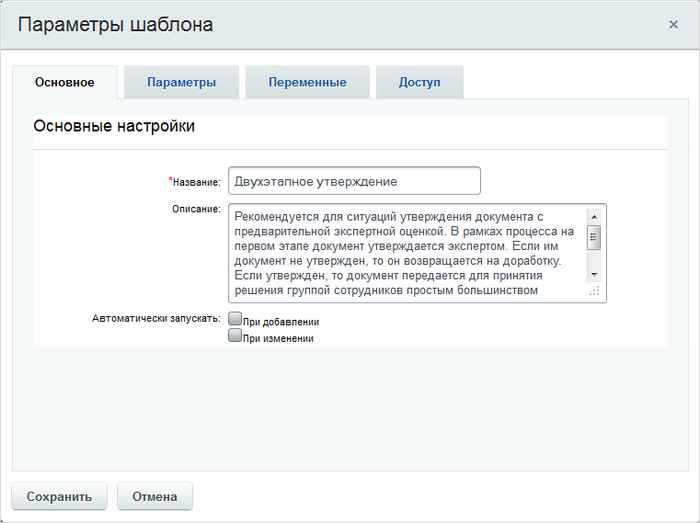 Параметры шаблона
Основное Параметры Переменные Доступ
Основные настройки
*Название: Двухэтапное утверждение
Описание: Рекомендуется для ситуаций утверждения документа с
предварительной экспертной оценкой. В рамках процесса на
первом этапе документ утверждается экспертом. Если им
документ не утвержден, то он возвращается на доработку.
Если утвержден, то документ передается для принятия
решения группой сотрудников простым большинством
Автоматически запускать: При добавлении
При изменении
Сохранить Отмена